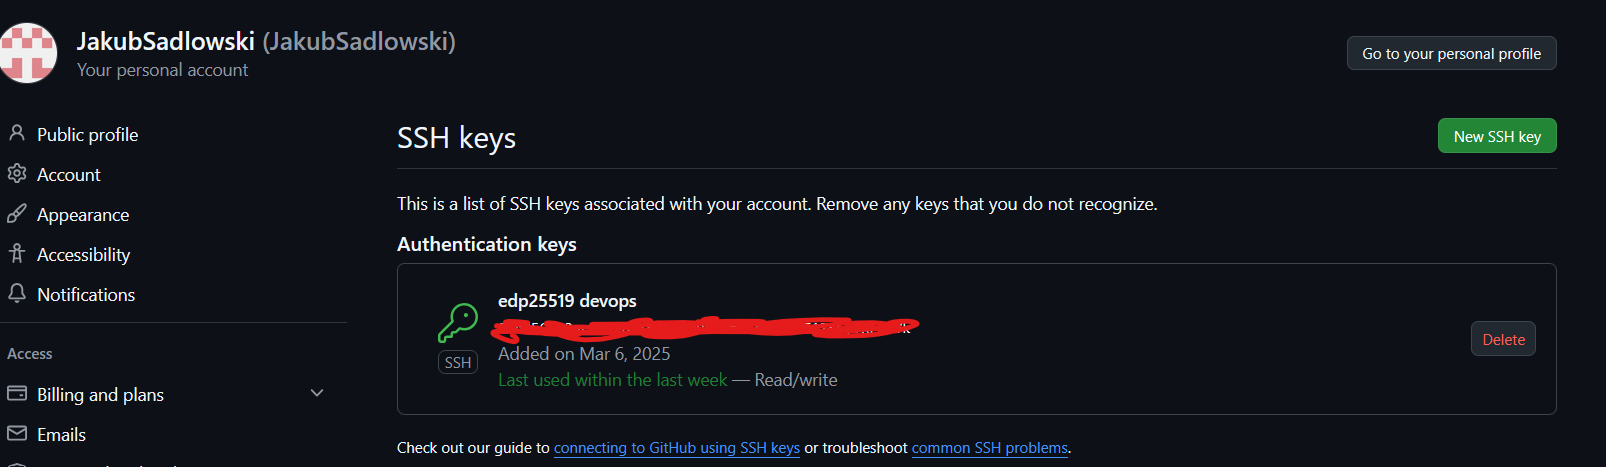 JakubSadlowski (JakubSadlowski)
Your personal account
Go to your personal profile
Public profile
Account
Appearance
Accessibility
Notifications
Access
Billing and plans
Emails
SSH keys
New SSH key
This is a list of SSH keys associated with your account. Remove any keys that you do not recognize.
Authentication keys
edp25519 devops
SSH
Added on Mar 6, 2025
Last used within the last week — Read/write
Delete
Check out our guide to connecting to GitHub using SSH keys or troubleshoot common SSH problems.